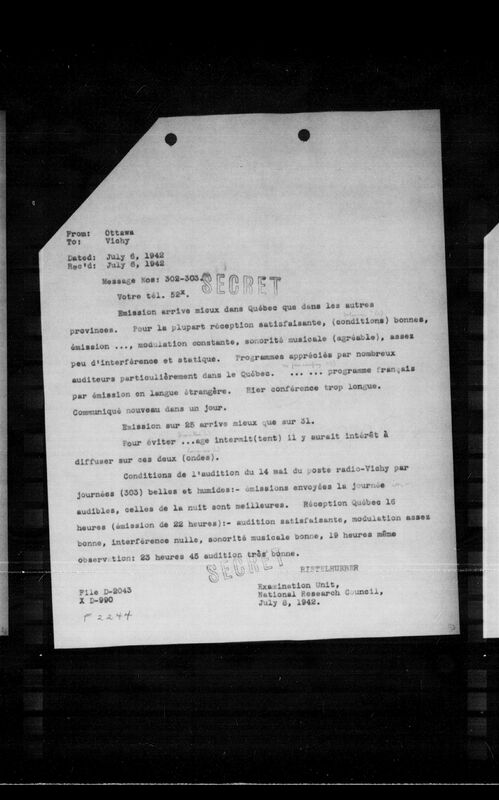 From: Ottawa
To: Vichy
Dated: July 6, 1942
Rec'd: July 6, 1942
Message Nos: 302-303.
SECRET
Votre tél. 52x.
Emission arrive mieux dans Québec que dans les autres
provinces. Pour la plupart réception satisfaisante, (conditions) bonnes,
émission ..., modulation constante, sonorité musicale (agréable), assez
peu d'interférence et statique. Programmes appréciés par nombreux
auditeurs particulièrement dans le Québec. ... ... programme français
par émission en langue étrangère. Hier conférence trop longue.
Communiqué nouveau dans un jour.
Emission sur 25 arrive mieux que sur 31.
Pour éviter ...age intermit(tent) il y aurait intérêt à
diffuser sur ces deux (ondes).
Conditions de l'audition du 14 mai du poste radio-Vichy par
journées (303) belles et humides:- émissions envoyées la journée
audibles, celles de la nuit sont meilleures. Réception Québec 16
heures (émission de 22 heures):- audition satisfaisante, modulation assez
bonne, interférence nulle, sonorité musicale bonne, 19 heures même
observation: 23 heures 45 audition très bonne.
SECRET
RISTELHUEBER
Examination Unit,
National Research Council,
July 8, 1942.
File D-2043
X D-990
F 2244